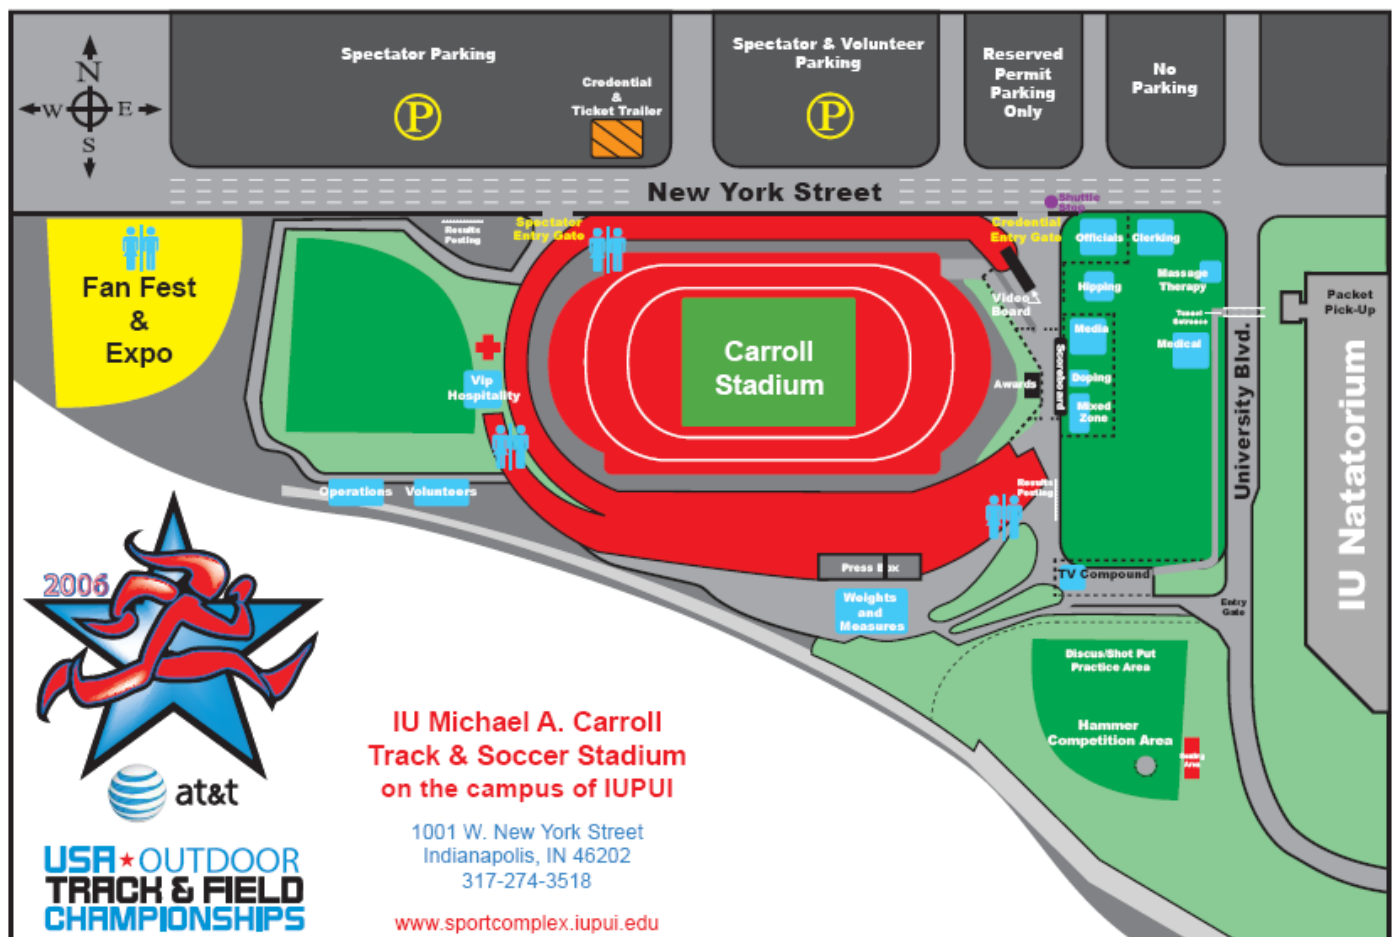 N
W
E
S
Spectator Parking
P
Credential
&
Ticket Trailer
Spectator & Volunteer
Parking
P
Reserved
Permit
Parking
Only
No
Parking
New York Street
Shuttle
Stop
Fan Fest
&
Expo
Results
Posting
Spectator
Entry Gate
Credential
Entry Gate
Officials
Clerking
Massage
Therapy
Hipping
Video
Board
Tunnel
Entrance
Packet
Pick-Up
Media
Medical
Carroll
Stadium
Scoreboard
Awards
Doping
Mixed
Zone
Vip
Hospitality
University Blvd.
IU Natatorium
Operations
Volunteers
Results
Posting
Press Box
TV Compound
Weights
and
Measures
Entry
Gate
Discus/Shot Put
Practice Area
Hammer
Competition Area
Area
2006
at&t
USA OUTDOOR
TRACK & FIELD
CHAMPIONSHIPS
IU Michael A. Carroll
Track & Soccer Stadium
on the campus of IUPUI
1001 W. New York Street
Indianapolis, IN 46202
317-274-3518
www.sportcomplex.iupui.edu